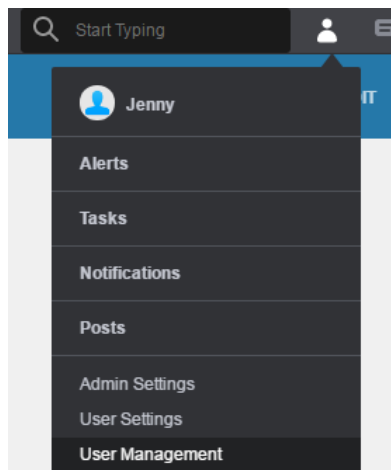 Start Typing
Jenny
Alerts
Tasks
Notifications
Posts
Admin Settings
User Settings
User Management